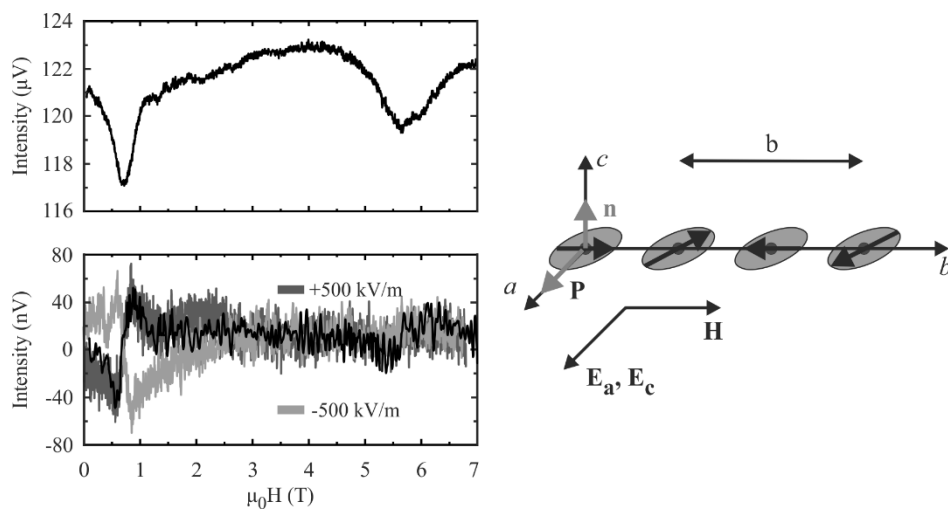 124
122
120
118
116
Intensity (μV)
80
40
0
-40
-80
Intensity (nV)
+500 kV/m
-500 kV/m
0 1 2 3 4 5 6 7
μ₀H (T)
c
b
n
b
a
P
H
Eₐ, E꜀